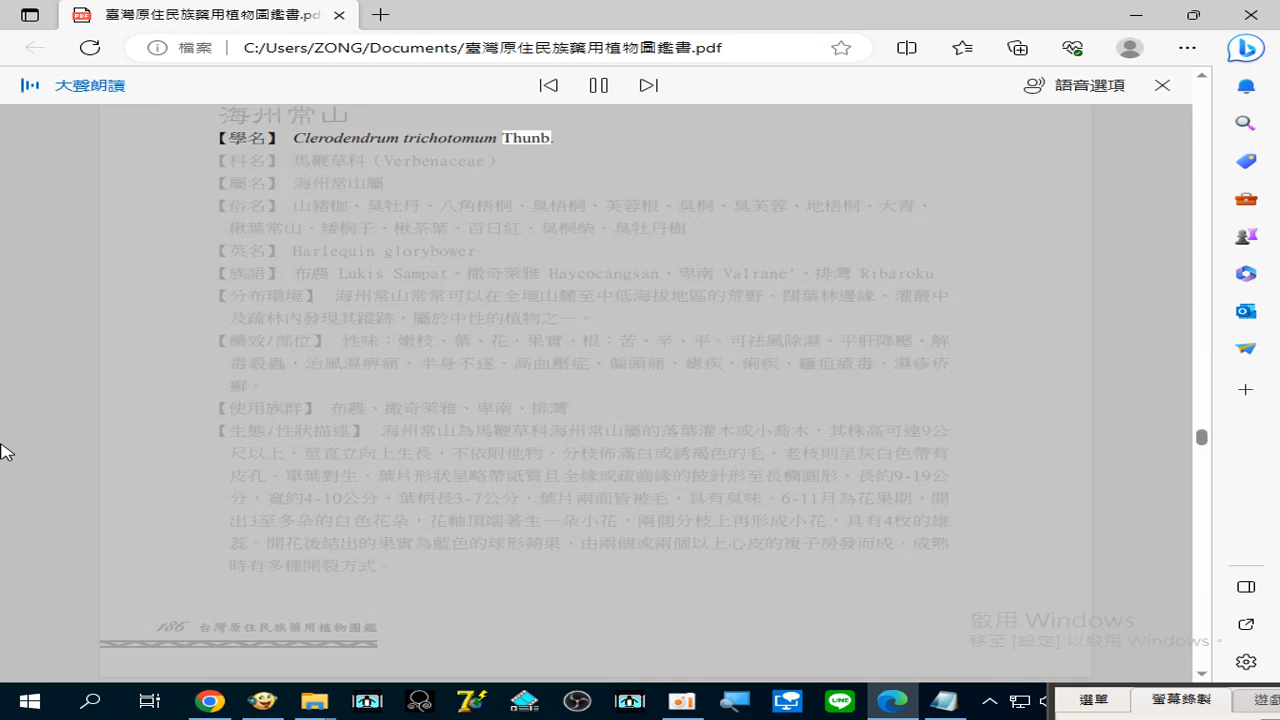 臺灣原住民族藥用植物圖鑑書.pdf
檔案 C:/Users/ZONG/Documents/臺灣原住民族藥用植物圖鑑書.pdf
大聲朗讀
語音選項
海州常山
【學名】 Clerodendrum trichotomum Thunb.
【科名】 馬鞭草科（Verbenaceae）
【屬名】 海州常山屬
【俗名】 山豬枷、臭牡丹、八角梧桐、臭梧桐、芙蓉根、臭桐、臭芙蓉、地梧桐、大青、
楸葉常山、矮桐子、楸茶葉、百日紅、臭桐柴、臭牡丹樹
【英名】 Harlequin glorybower
【族語】 布農 Lukis Sampat、撒奇萊雅 Haycocangsan、卑南 Valrane'、排灣 Ribaroku
【分布環境】 海州常山常常可以在全境山麓至中低海拔地區的荒野、闊葉林邊緣、灌叢中
及疏林內發現其蹤跡，屬於中性的植物之一。
【藥效/部位】 性味：嫩枝、葉、花、果實、根：苦、辛、平。可祛風除濕、平肝降壓、解
毒殺蟲，治風濕痹痛、半身不遂、高血壓症、偏頭痛、瘧疾、痢疾、癰疽瘡毒、濕疹疥
癬。
【使用族群】 布農、撒奇萊雅、卑南、排灣
【生態/性狀描述】 海州常山為馬鞭草科海州常山屬的落葉灌木或小喬木，其株高可達9公
尺以上，莖直立向上生長，不依附他物，分枝佈滿白或銹褐色的毛，老枝則呈灰白色帶有
皮孔。單葉對生，葉片形狀呈略帶紙質且全緣或疏齒緣的披針形至長橢圓形，長約9-19公
分，寬約4-10公分，葉柄長3-7公分，葉片兩面皆被毛，具有臭味。6-11月為花果期，開
出3至多朵的白色花朵，花軸頂端著生一朵小花，兩側分枝上再形成小花，具有4枚的雄
蕊。開花後結出的果實為藍色的球形蒴果，由兩個或兩個以上心皮的複子房發而成，成熟
時有多種開裂方式。
186 台灣原住民族藥用植物圖鑑
啟用 Windows
移至 [設定] 以啟用 Windows。
選單 螢幕錄製 遊戲